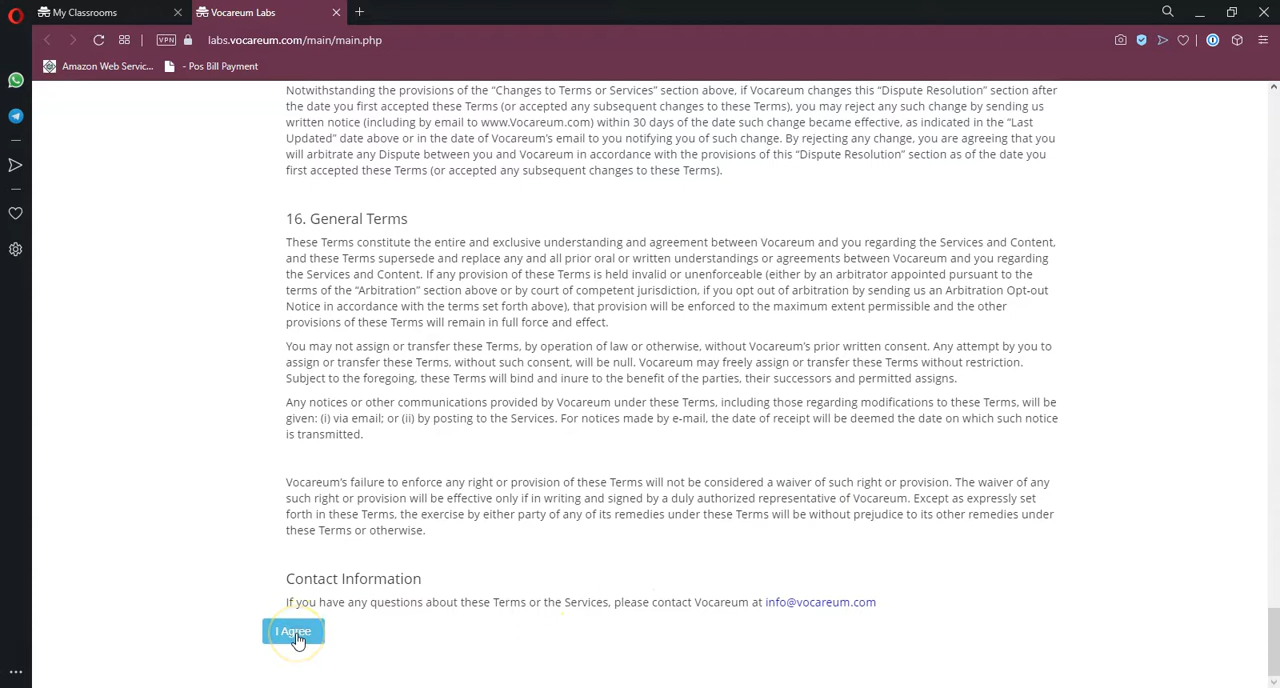 My Classrooms
Vocareum Labs
VPN
labs.vocareum.com/main/main.php
Amazon Web Servic...
- Pos Bill Payment
Notwithstanding the provisions of the “Changes to Terms or Services” section above, if Vocareum changes this “Dispute Resolution” section after
the date you first accepted these Terms (or accepted any subsequent changes to these Terms), you may reject any such change by sending us
written notice (including by email to www.Vocareum.com) within 30 days of the date such change became effective, as indicated in the “Last
Updated” date above or in the date of Vocareum’s email to you notifying you of such change. By rejecting any change, you are agreeing that you
will arbitrate any Dispute between you and Vocareum in accordance with the provisions of this “Dispute Resolution” section as of the date you
first accepted these Terms (or accepted any subsequent changes to these Terms).
16. General Terms
These Terms constitute the entire and exclusive understanding and agreement between Vocareum and you regarding the Services and Content,
and these Terms supersede and replace any and all prior oral or written understandings or agreements between Vocareum and you regarding
the Services and Content. If any provision of these Terms is held invalid or unenforceable (either by an arbitrator appointed pursuant to the
terms of the “Arbitration” section above or by court of competent jurisdiction, if you opt out of arbitration by sending us an Arbitration Opt-out
Notice in accordance with the terms set forth above), that provision will be enforced to the maximum extent permissible and the other
provisions of these Terms will remain in full force and effect.
You may not assign or transfer these Terms, by operation of law or otherwise, without Vocareum’s prior written consent. Any attempt by you to
assign or transfer these Terms, without such consent, will be null. Vocareum may freely assign or transfer these Terms without restriction.
Subject to the foregoing, these Terms will bind and inure to the benefit of the parties, their successors and permitted assigns.
Any notices or other communications provided by Vocareum under these Terms, including those regarding modifications to these Terms, will be
given: (i) via email; or (ii) by posting to the Services. For notices made by e-mail, the date of receipt will be deemed the date on which such notice
is transmitted.
Vocareum’s failure to enforce any right or provision of these Terms will not be considered a waiver of such right or provision. The waiver of any
such right or provision will be effective only if in writing and signed by a duly authorized representative of Vocareum. Except as expressly set
forth in these Terms, the exercise by either party of any of its remedies under these Terms will be without prejudice to its other remedies under
these Terms or otherwise.
Contact Information
If you have any questions about these Terms or the Services, please contact Vocareum at info@vocareum.com
I Agree